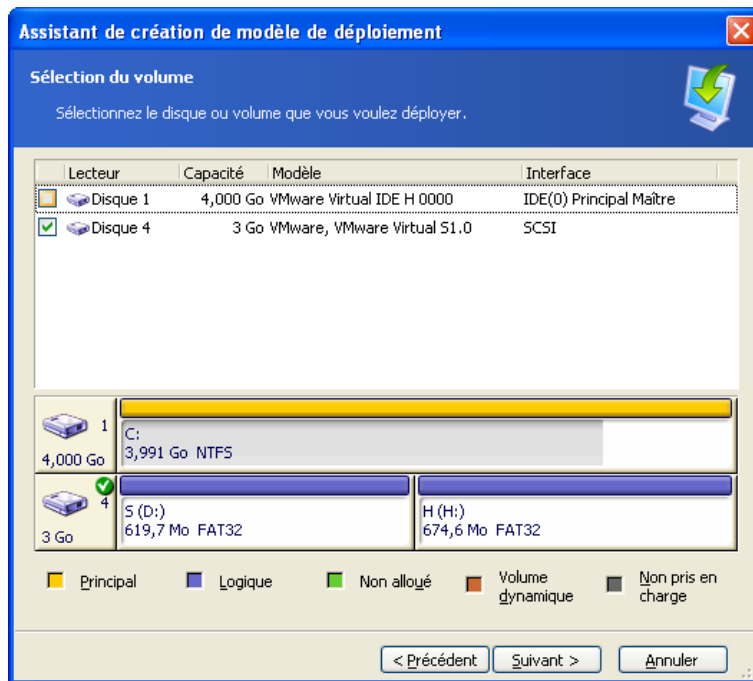 Assistant de création de modèle de déploiement
Sélection du volume
Sélectionnez le disque ou volume que vous voulez déployer.
Lecteur Capacité Modèle Interface
Disque 1 4,000 Go VMware Virtual IDE H 0000 IDE(0) Principal Maître
Disque 4 3 Go VMware, VMware Virtual S1.0 SCSI
1
4,000 Go
C:
3,991 Go NTFS
4
3 Go
S (D:)
619,7 Mo FAT32
H (H:)
674,6 Mo FAT32
Principal
Logique
Non alloué
Volume
dynamique
Non pris en
charge
< Précédent
Suivant >
Annuler